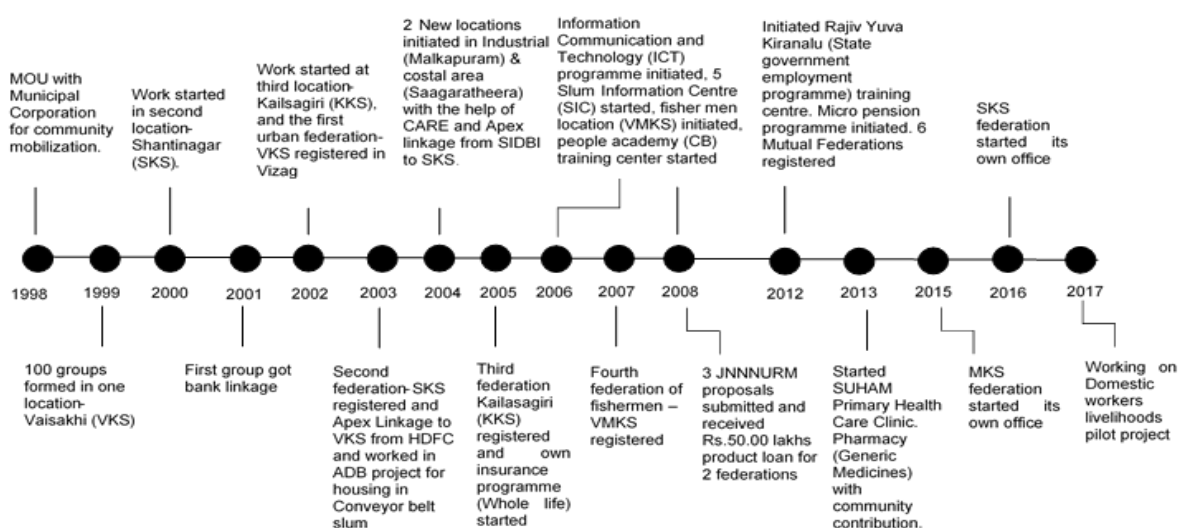 MOU with
Municipal
Corporation
for community
mobilization.
Work started
in second
location-
Shantinagar
(SKS).
Work started at
third location-
Kailsagiri (KKS),
and the first
urban federation-
VKS registered in
Vizag
2 New locations
initiated in Industrial
(Malkapuram) &
costal area
(Saagaratheera)
with the help of
CARE and Apex
linkage from SIDBI
to SKS.
Information
Communication and
Technology (ICT)
programme initiated, 5
Slum Information Centre
(SIC) started, fisher men
location (VMKS) initiated,
people academy (CB)
training center started
Initiated Rajiv Yuva
Kiranalu (State
government
employment
programme) training
centre. Micro pension
programme initiated. 6
Mutual Federations
registered
SKS
federation
started its
own office
1998 1999 2000 2001 2002 2003 2004 2005 2006 2007 2008 2012 2013 2015 2016 2017
100 groups
formed in one
location-
Vaisakhi (VKS)
First group got
bank linkage
Second
federation-SKS
registered and
Apex Linkage to
VKS from HDFC
and worked in
ADB project for
housing in
Conveyor belt
slum
Third
federation
Kailasagiri
(KKS)
registered
and own
insurance
programme
(Whole life)
started
Fourth
federation of
fishermen –
VMKS
registered
3 JNNNURM
proposals
submitted and
received
Rs.50.00 lakhs
product loan for
2 federations
Started
SUHAM
Primary Health
Care Clinic.
Pharmacy
(Generic
Medicines)
with
community
contribution.
MKS
federation
started its
own office
Working on
Domestic
workers
livelihoods
pilot project